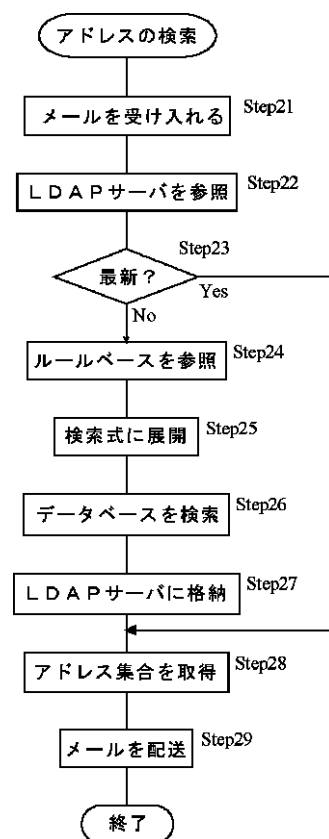 アドレスの検索
メールを受け入れる Step21
LDAPサーバを参照 Step22
Step23
最新?
Yes
No
ルールベースを参照 Step24
検索式に展開 Step25
データベースを検索 Step26
LDAPサーバに格納 Step27
アドレス集合を取得 Step28
メールを配送 Step29
終了